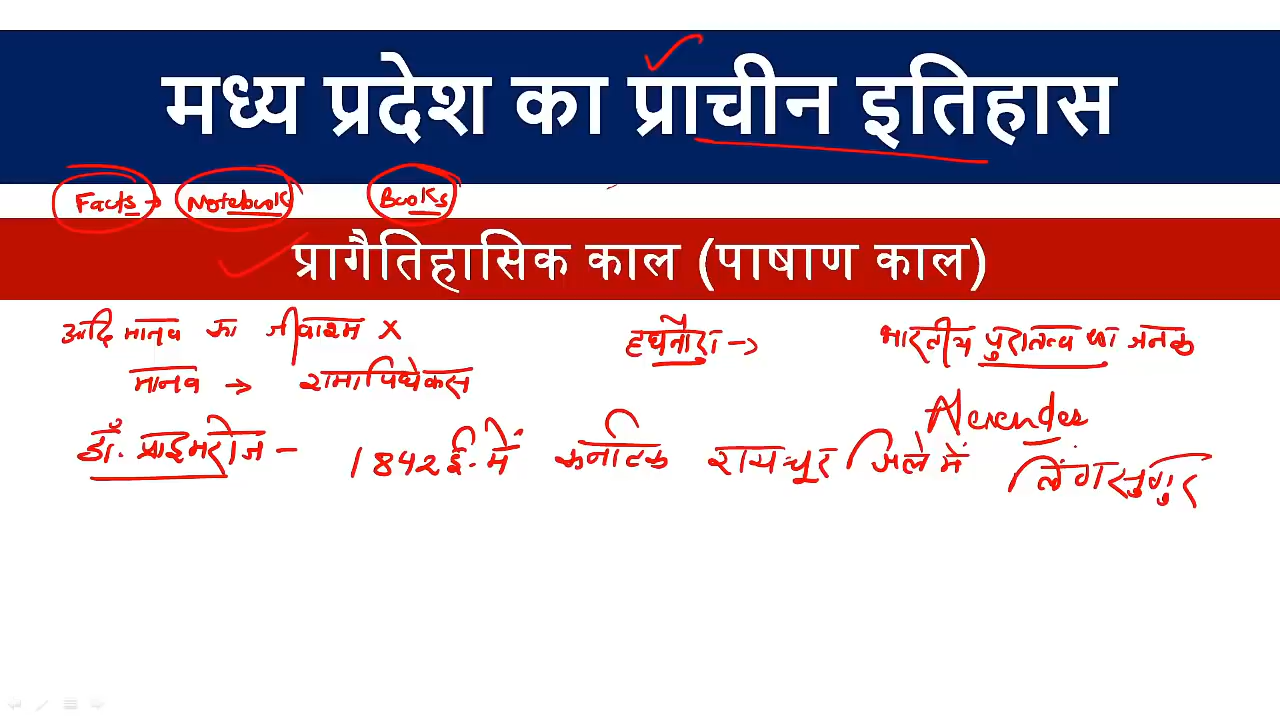 मध्य प्रदेश का प्राचीन इतिहास
Facts → Notebook Books
प्रागैतिहासिक काल (पाषाण काल)
आदि मानव का जीवाश्म X हथनौरा → भारतीय पुरातत्व का जनक
मानव → रामापिथेकस
डॉ. प्राइमरोज – 1842 ई. में कर्नाटक रायचूर जिले में लिंगसुगुर